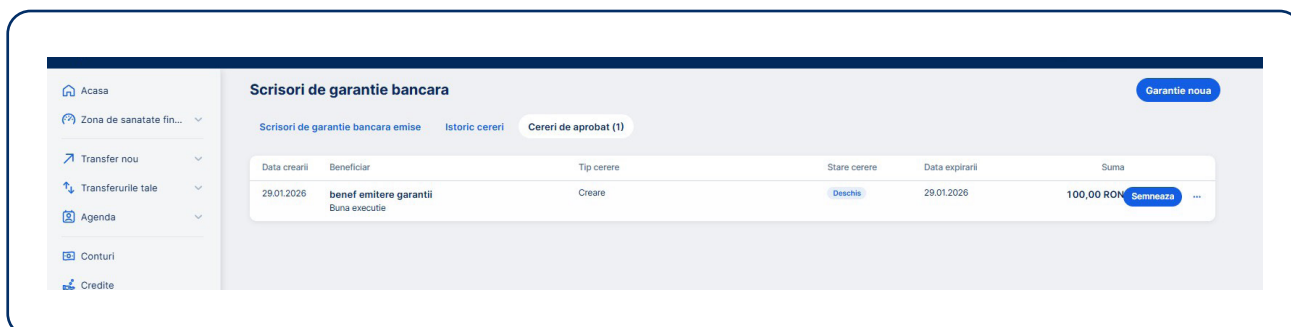 Acasa
Zona de sanatate fin...
Transfer nou
Transferurile tale
Agenda
Conturi
Credite
Scrisori de garantie bancara
Garantie noua
Scrisori de garantie bancara emise Istoric cereri Cereri de aprobat (1)
Data crearii Beneficiar Tip cerere Stare cerere Data expirarii Suma
29.01.2026 benef emitere garantii Creare Deschis 29.01.2026 100,00 RON Semneaza ...
Buna executie